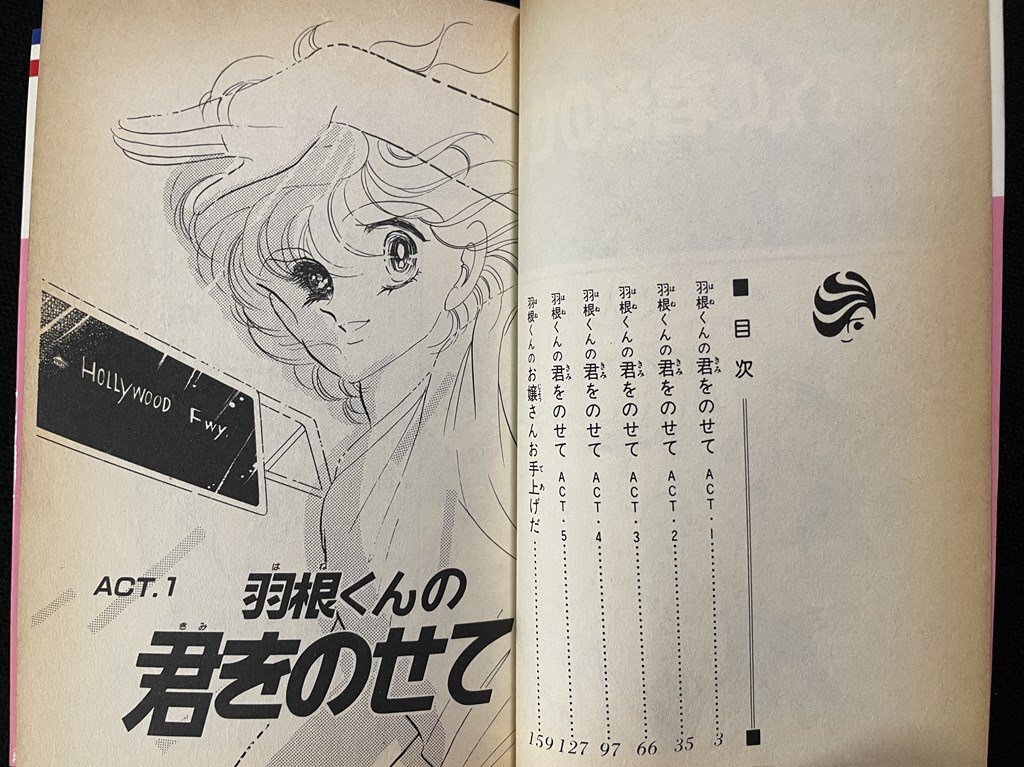 ■目次
羽根くんの君をのせて ACT・1 3
羽根くんの君をのせて ACT・2 35
羽根くんの君をのせて ACT・3 66
羽根くんの君をのせて ACT・4 97
羽根くんの君をのせて ACT・5 127
羽根くんのお嬢さんお手上げだ 159
HOLLYWOOD Fwy.
ACT.1
羽根くんの
君をのせて